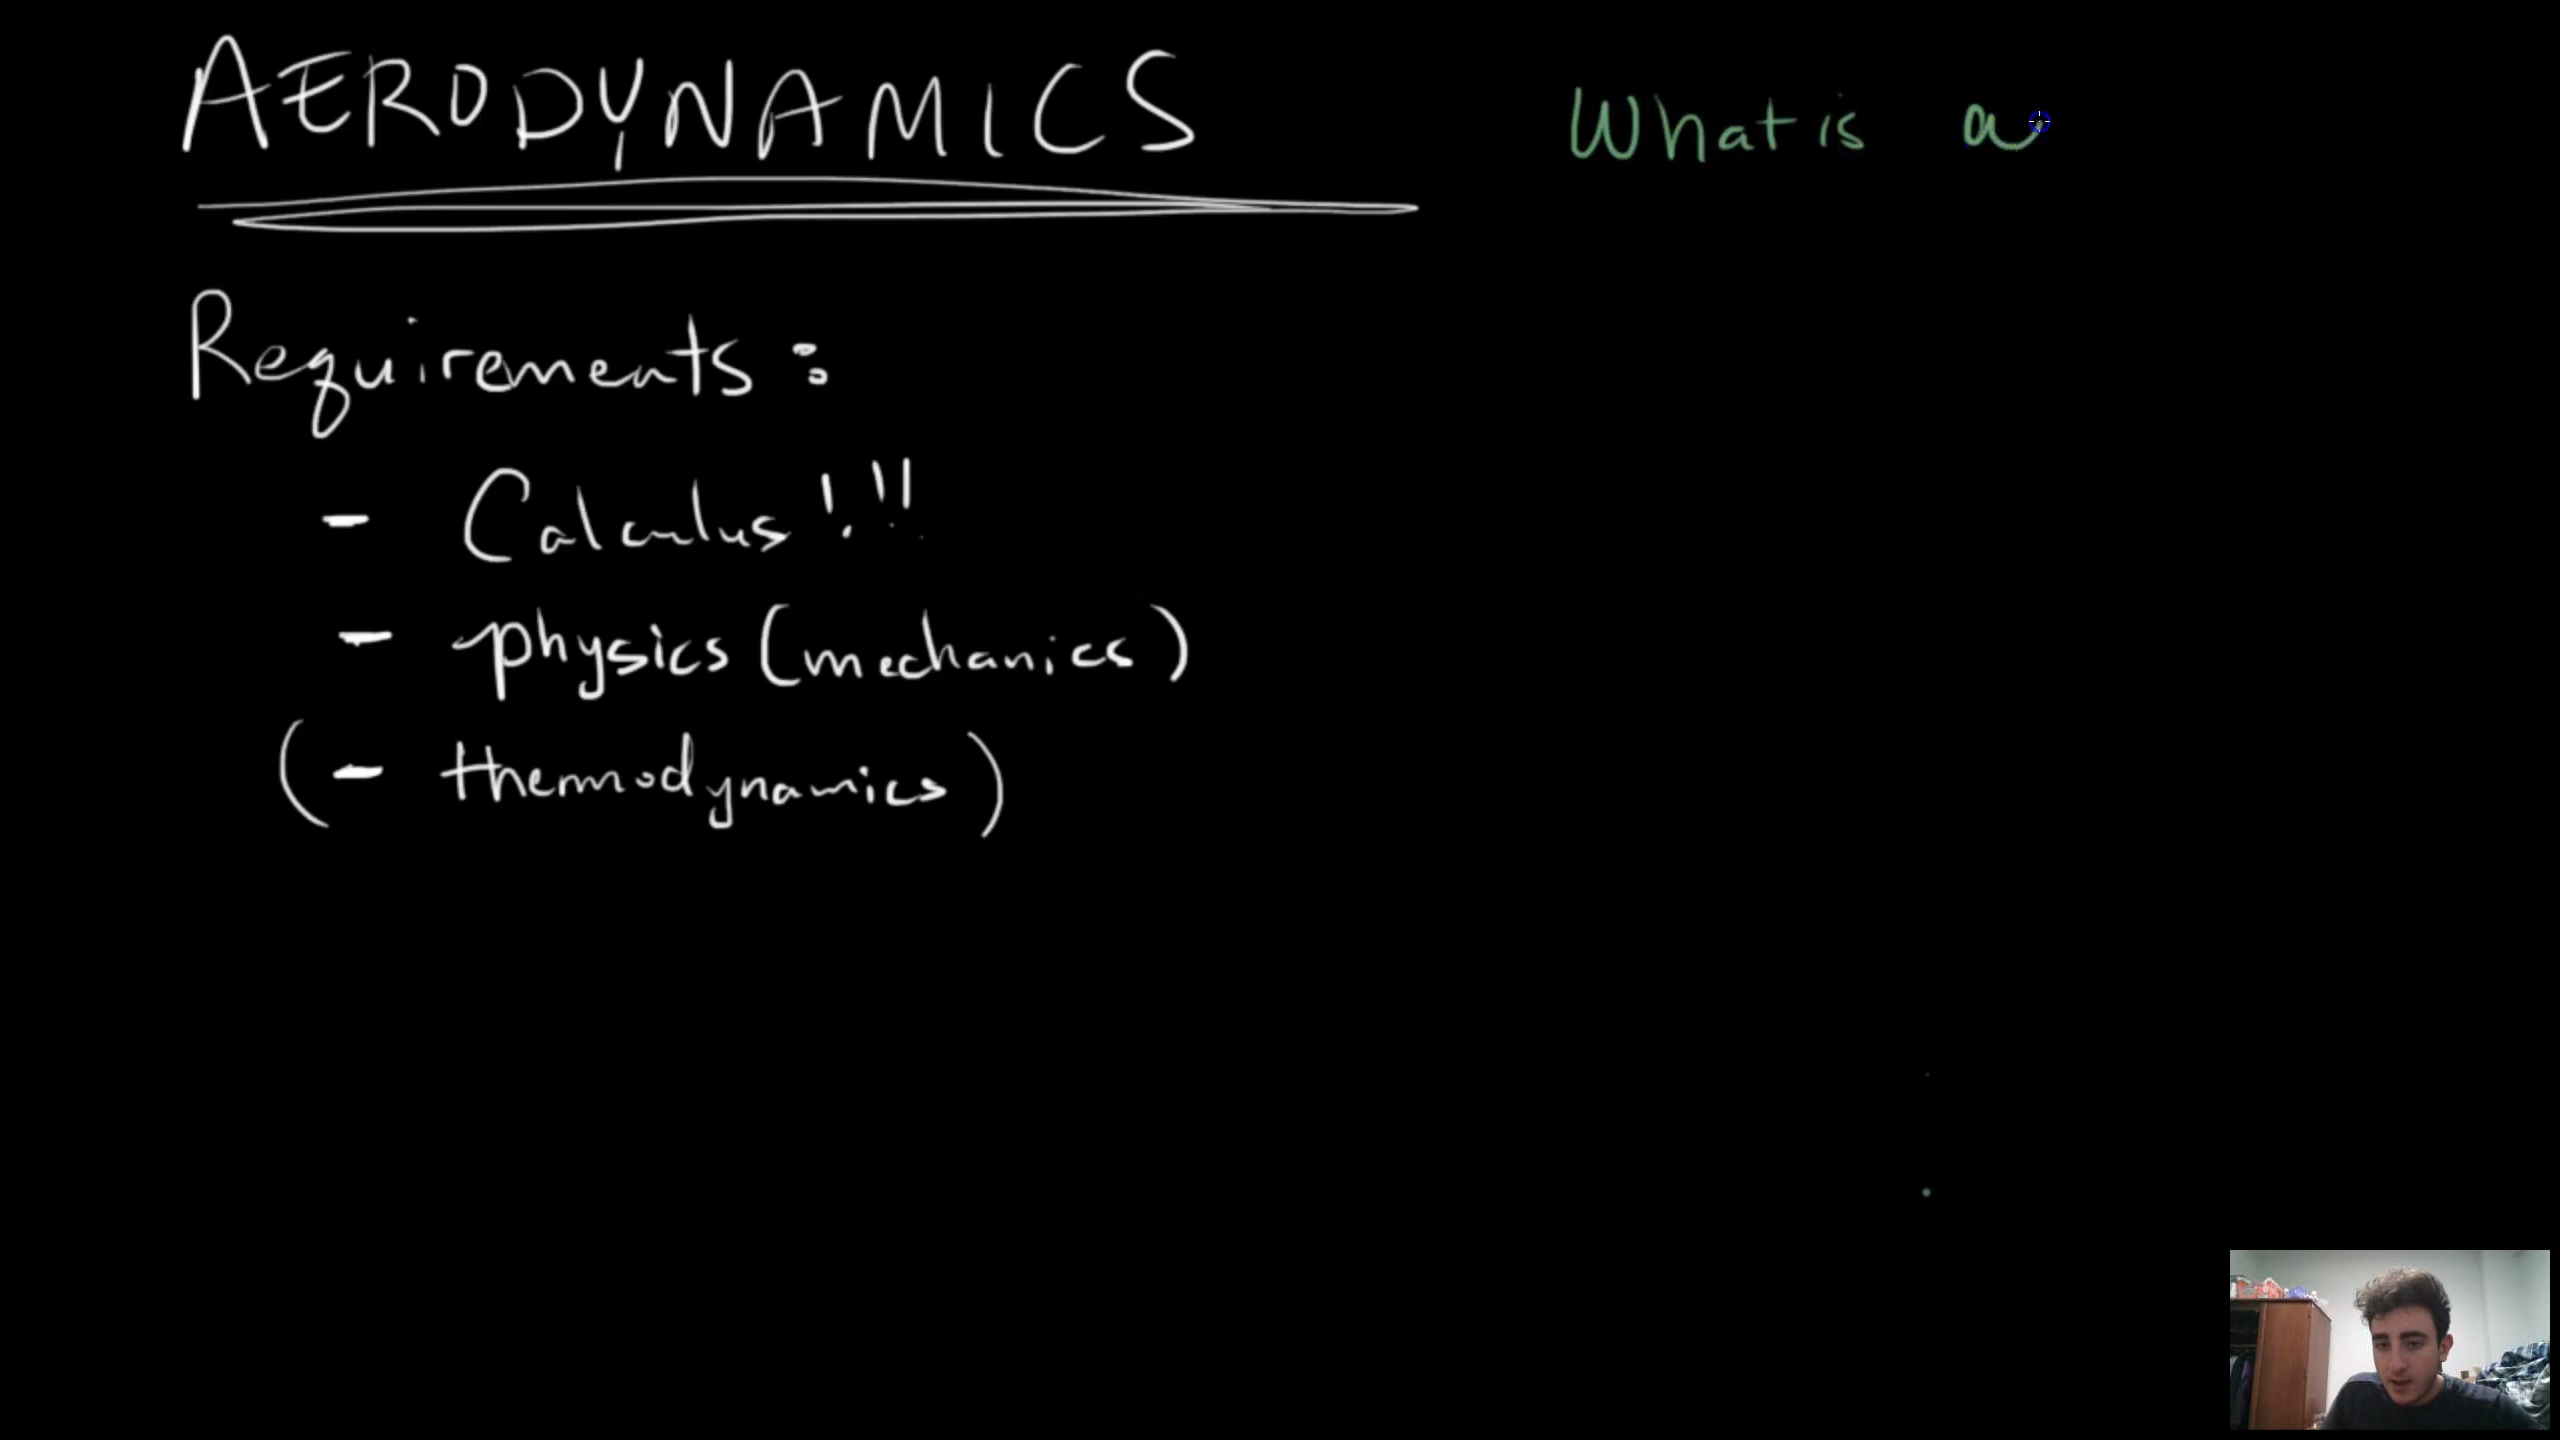 AERODYNAMICS
What is a
Requirements:
- Calculus!!!
- physics (mechanics)
(- thermodynamics)